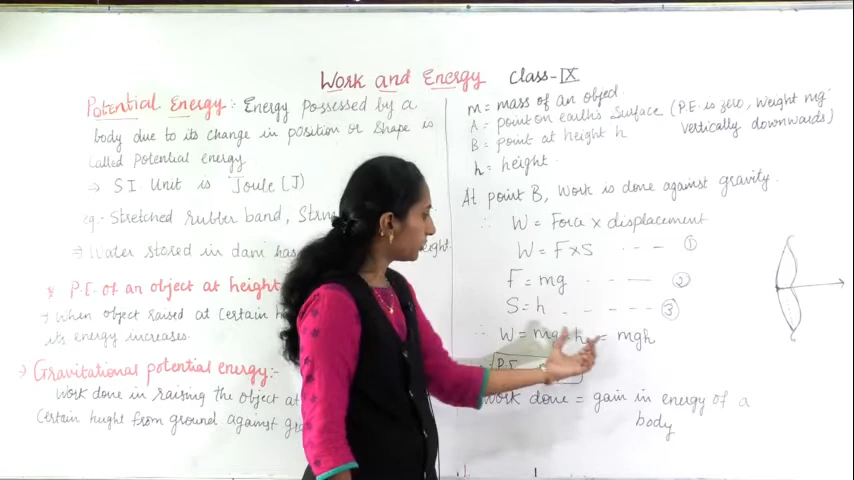 Work and Energy Class-IX
Potential Energy:- Energy possessed by a
body due to its change in position or shape is
called potential energy.
⇒ S I Unit is Joule (J)
eg:- Stretched rubber band,
⇒ Water stored in dam has
* P.E. of an object at height
→ When object raised at certain
its energy increases.
→ Gravitational potential energy:-
Work done in raising the object at
certain height from ground against
m = mass of an object.
A = point on earth's surface (P.E. is zero, Weight mg
vertically downwards)
B = point at height h
h = height.
At point B, Work is done against gravity.
∴ W = Force × displacement
W = F×S - - - ①
F = mg - - - ②
S = h - - - - - - ③
∴ W = mg h = mgh
P.E
Work done = gain in energy of a
body